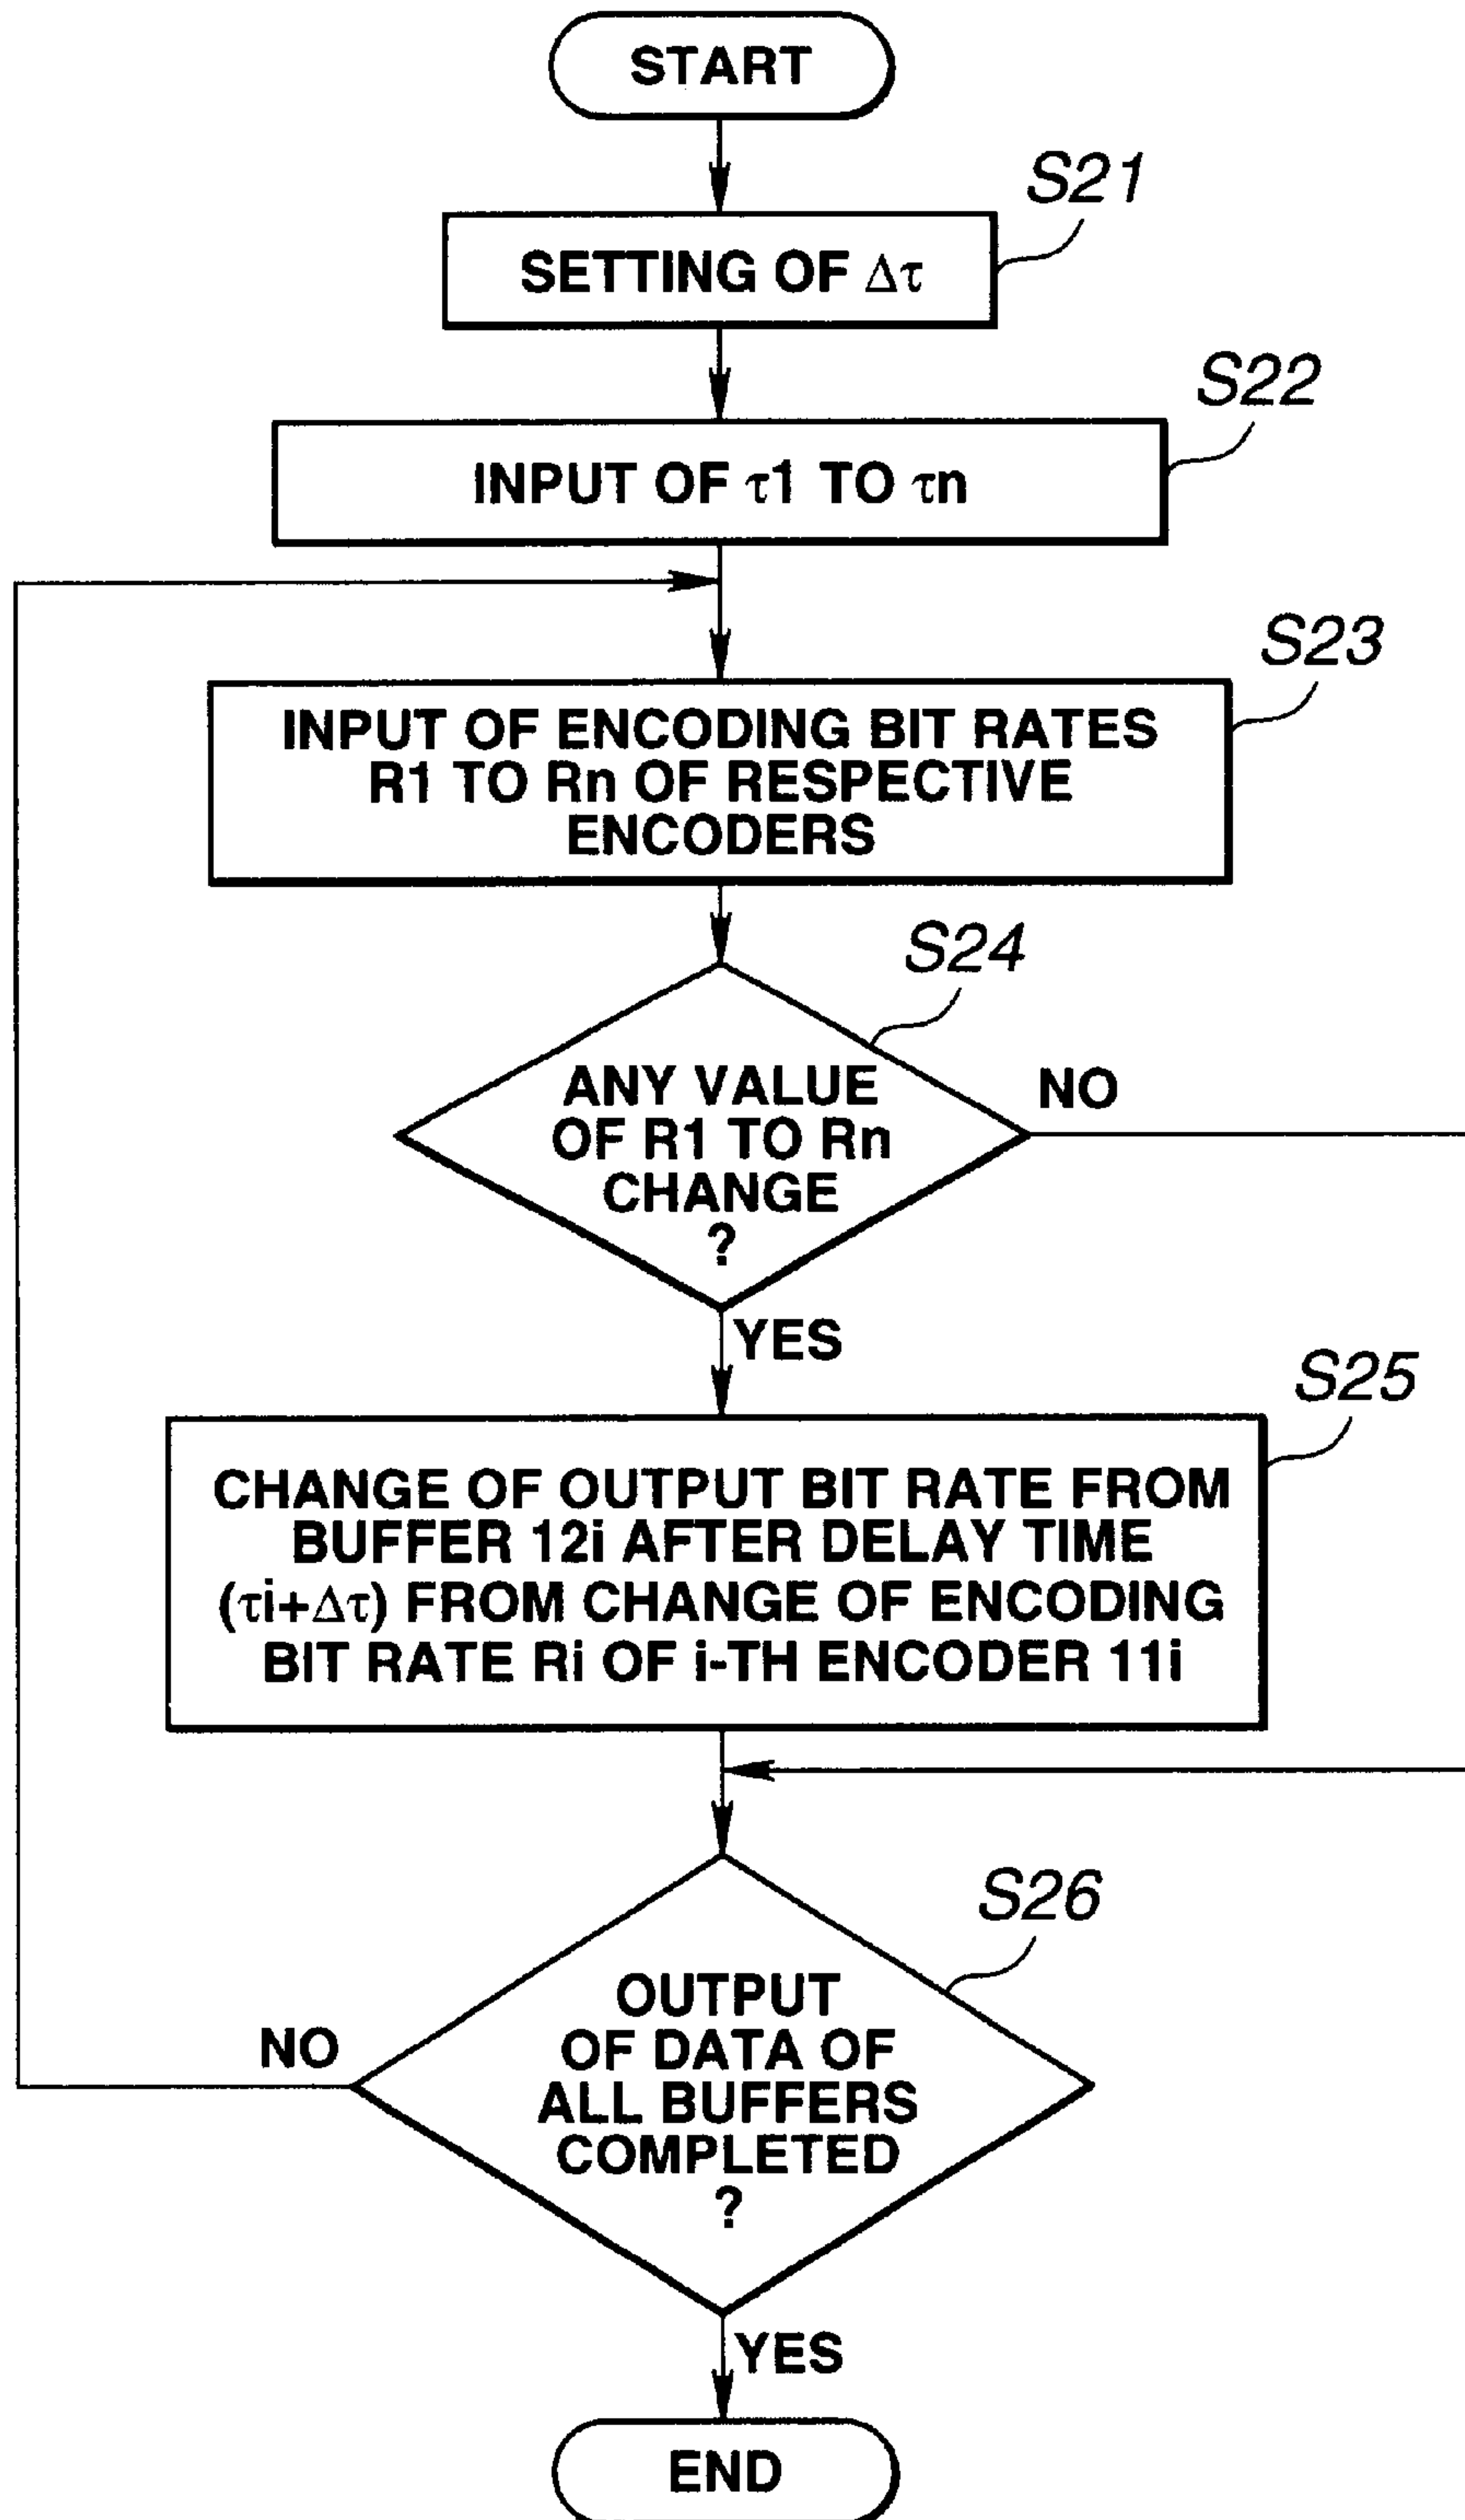 START
S21
SETTING OF Δτ
S22
INPUT OF τ1 TO τn
S23
INPUT OF ENCODING BIT RATES
R1 TO Rn OF RESPECTIVE
ENCODERS
S24
ANY VALUE
OF R1 TO Rn
CHANGE
?
NO
YES
S25
CHANGE OF OUTPUT BIT RATE FROM
BUFFER 12i AFTER DELAY TIME
(τi+Δτ) FROM CHANGE OF ENCODING
BIT RATE Ri OF i-TH ENCODER 11i
S26
OUTPUT
OF DATA OF
ALL BUFFERS
COMPLETED
?
NO
YES
END